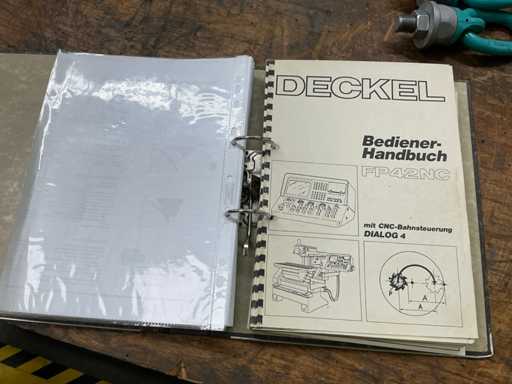 DECKEL
Bediener-
Handbuch
FP42NC
mit CNC-Bahnsteuerung
DIALOG 4
A
A
A